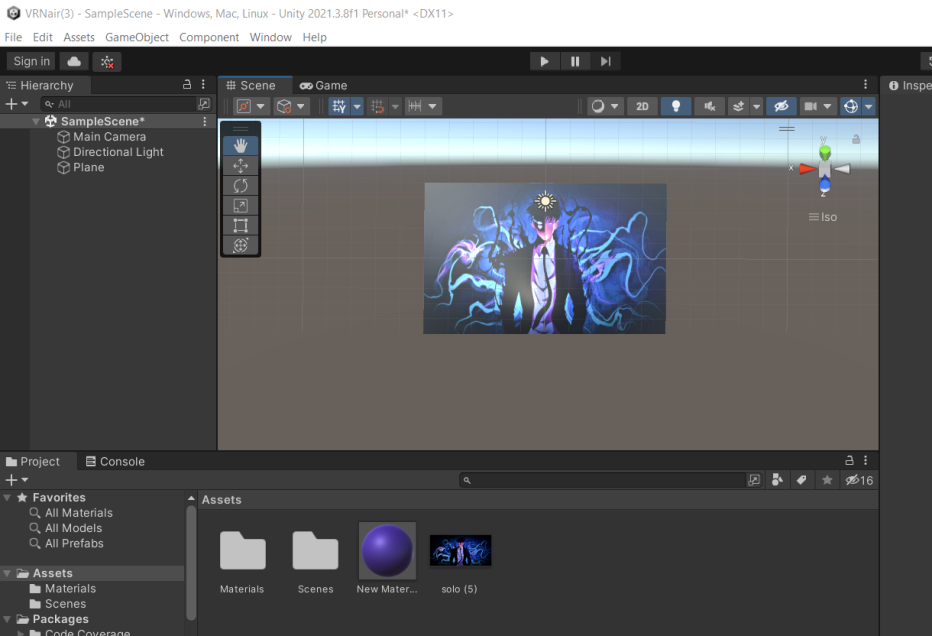 VRNair(3) - SampleScene - Windows, Mac, Linux - Unity 2021.3.8f1 Personal* <DX11>
File Edit Assets GameObject Component Window Help
Sign in
Hierarchy
Scene
Game
Inspe
All
2D
SampleScene*
Main Camera
Directional Light
Plane
y
x
z
Iso
Project
Console
16
Favorites
All Materials
All Models
All Prefabs
Assets
Materials
Scenes
Packages
Code Coverage
Assets
Materials
Scenes
New Mater...
solo (5)